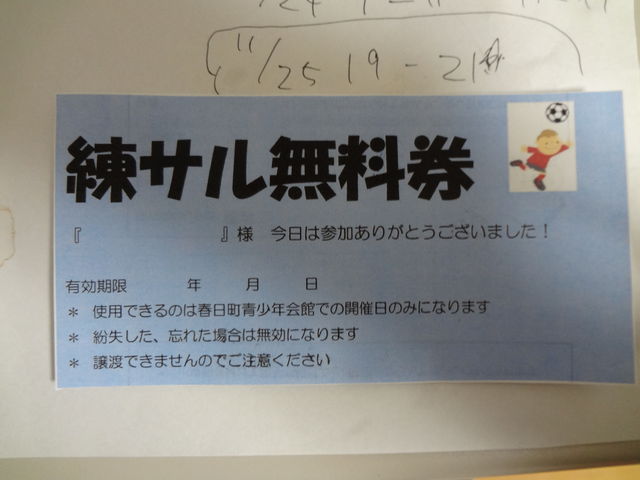 11/25 19-21
練サル無料券
『　　　　　　　』様　今日は参加ありがとうございました！
有効期限　　　　年　　　月　　　日
＊　使用できるのは春日町青少年会館での開催日のみになります
＊　紛失した、忘れた場合は無効になります
＊　譲渡できませんのでご注意ください